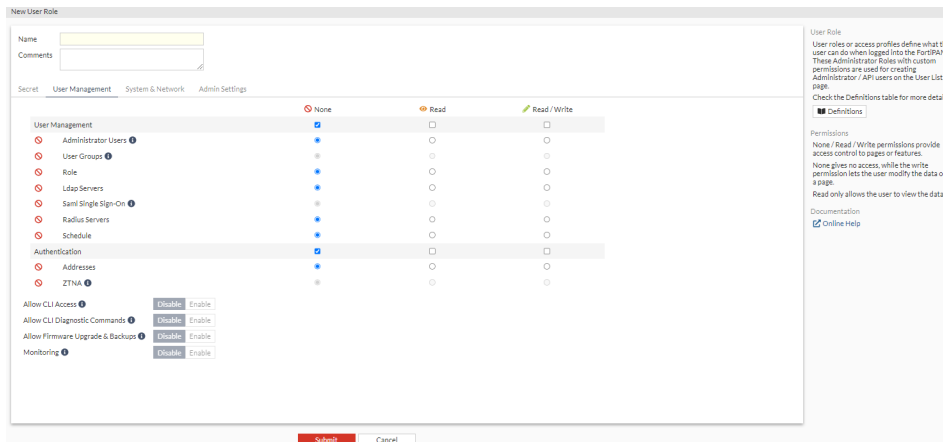 New User Role
Name
Comments
Secret User Management System & Network Admin Settings
None Read Read / Write
User Management
Administrator Users
User Groups
Role
Ldap Servers
Saml Single Sign-On
Radius Servers
Schedule
Authentication
Addresses
ZTNA
Allow CLI Access Disable Enable
Allow CLI Diagnostic Commands Disable Enable
Allow Firmware Upgrade & Backups Disable Enable
Monitoring Disable Enable
Submit Cancel
User Role
User roles or access profiles define what
user can do when logged into the
These Administrator Roles with custom
permissions are used for creating
Administrator / API users on the User List
page.
Check the Definitions table for more
Definitions
Permissions
None / Read / Write permissions provide
access control to pages or features.
None gives no access, while the write
permission lets the user modify the data
a page.
Read only allows the user to view the data
Documentation
Online Help